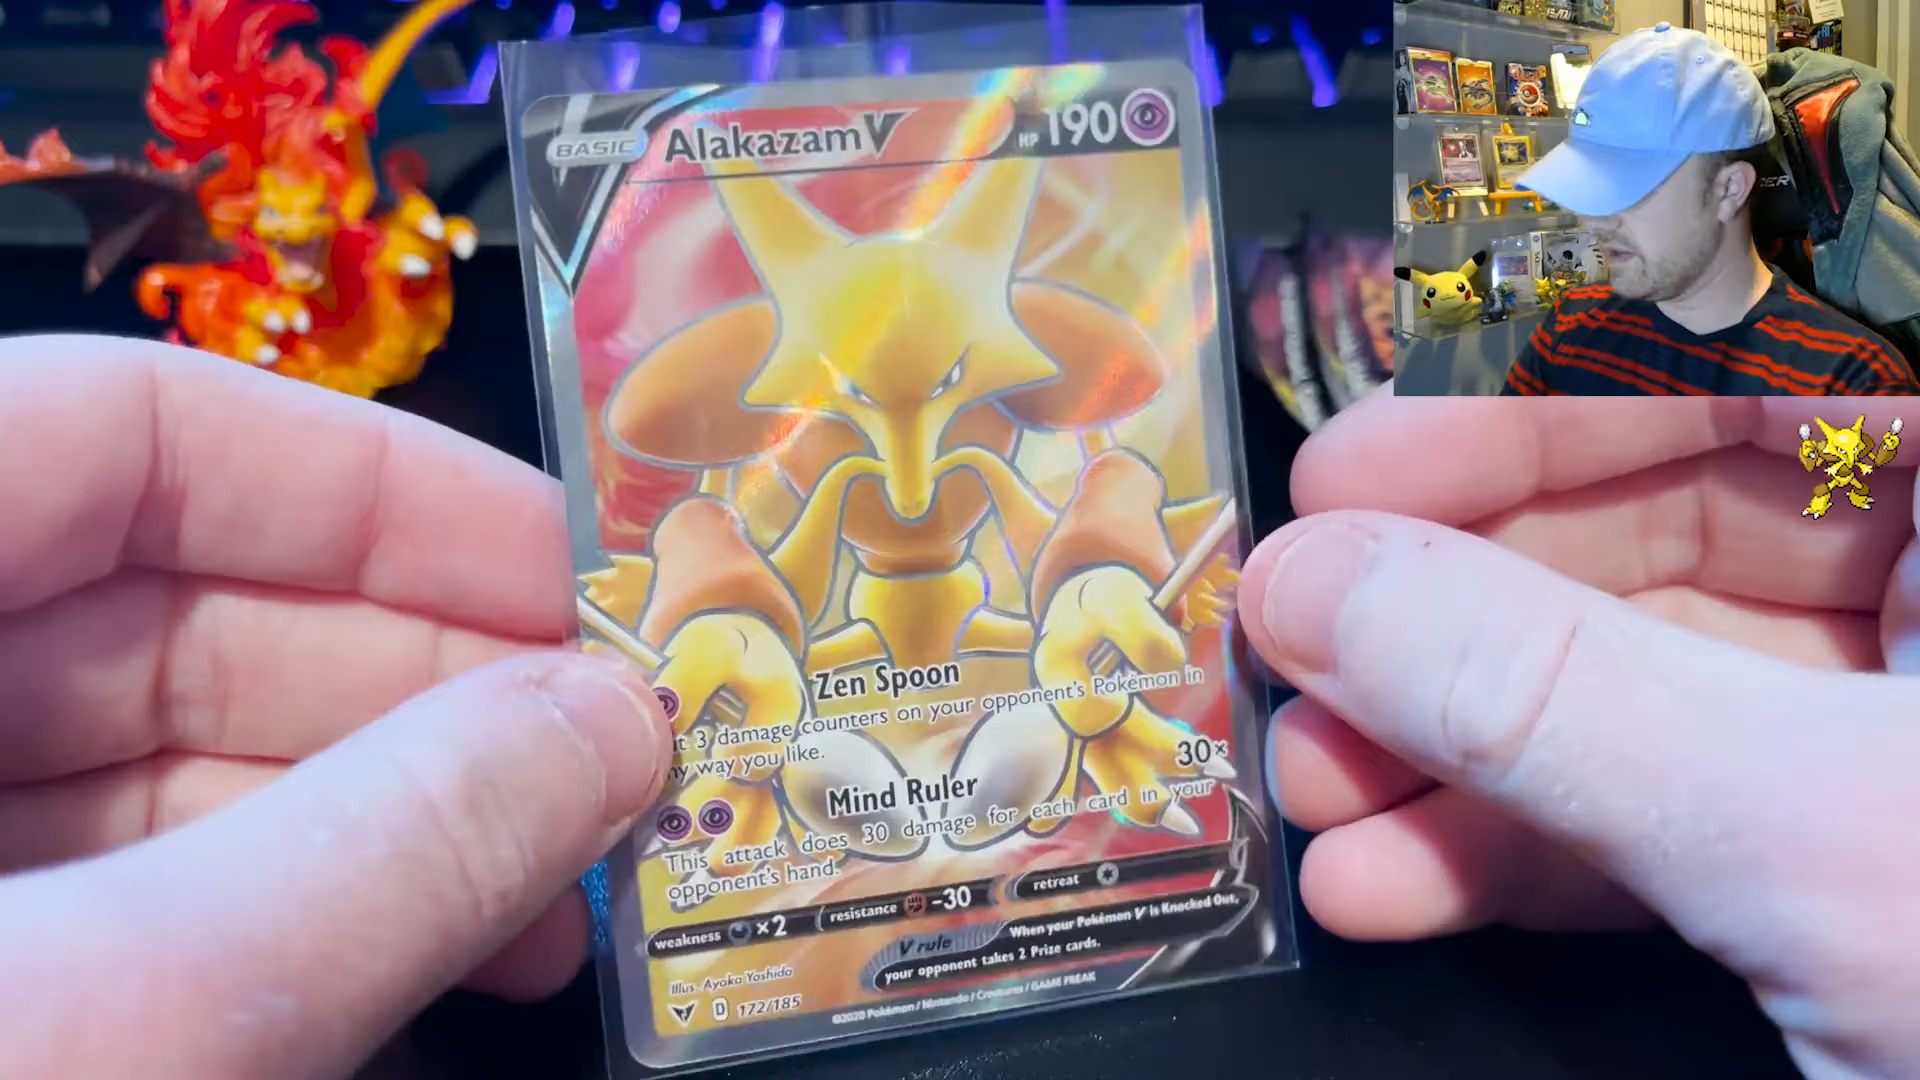 BASIC
Alakazam V
HP 190
Zen Spoon
t 3 damage counters on your opponent's Pokémon in
ny way you like.
Mind Ruler
30×
This attack does 30 damage for each card in your
opponent's hand.
weakness ×2
resistance -30
retreat
V rule
When your Pokémon V is Knocked Out,
your opponent takes 2 Prize cards.
Illus. Ayaka Yoshida
D 172/185
©2020 Pokémon / Nintendo / Creatures / GAME FREAK